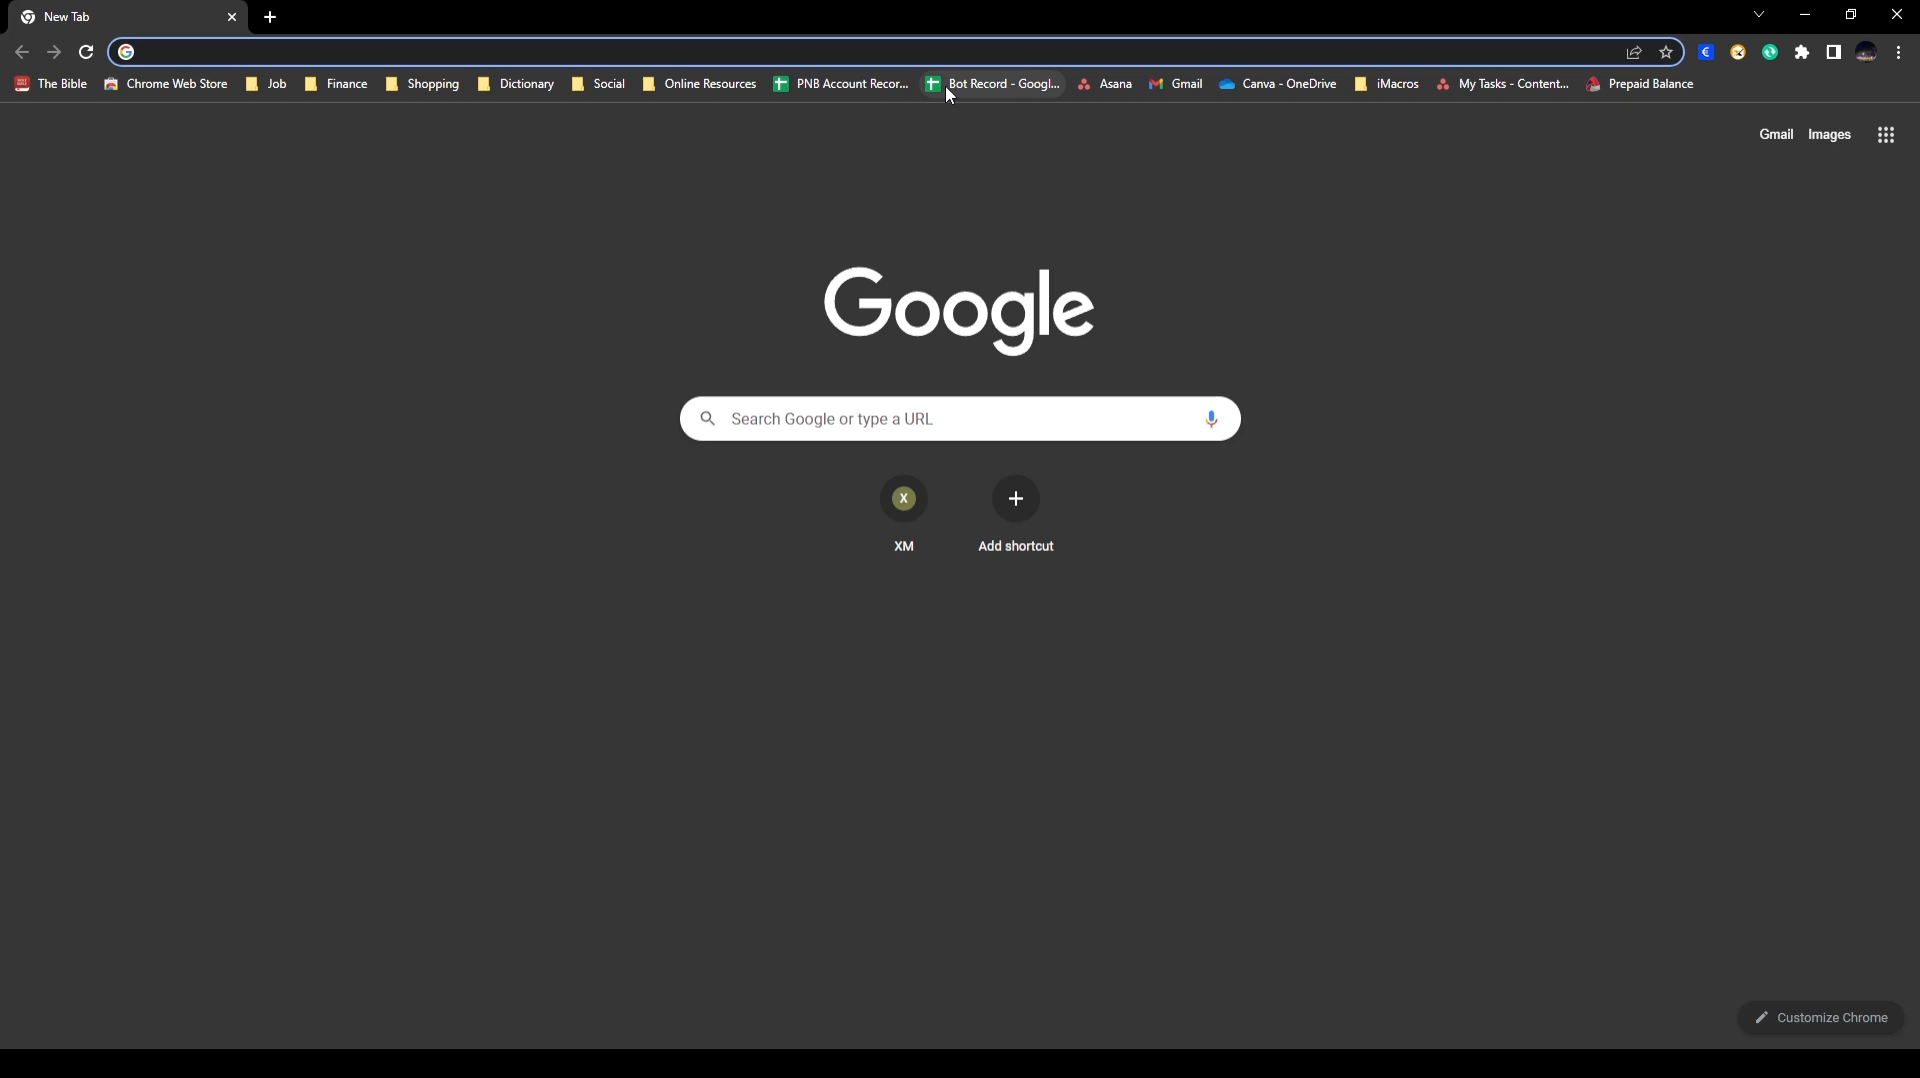 New Tab
The Bible Chrome Web Store Job Finance Shopping Dictionary Social Online Resources PNB Account Recor... Bot Record - Googl... Asana Gmail Canva - OneDrive iMacros My Tasks - Content... Prepaid Balance
Gmail Images
Google
Search Google or type a URL
X
XM Add shortcut
Customize Chrome